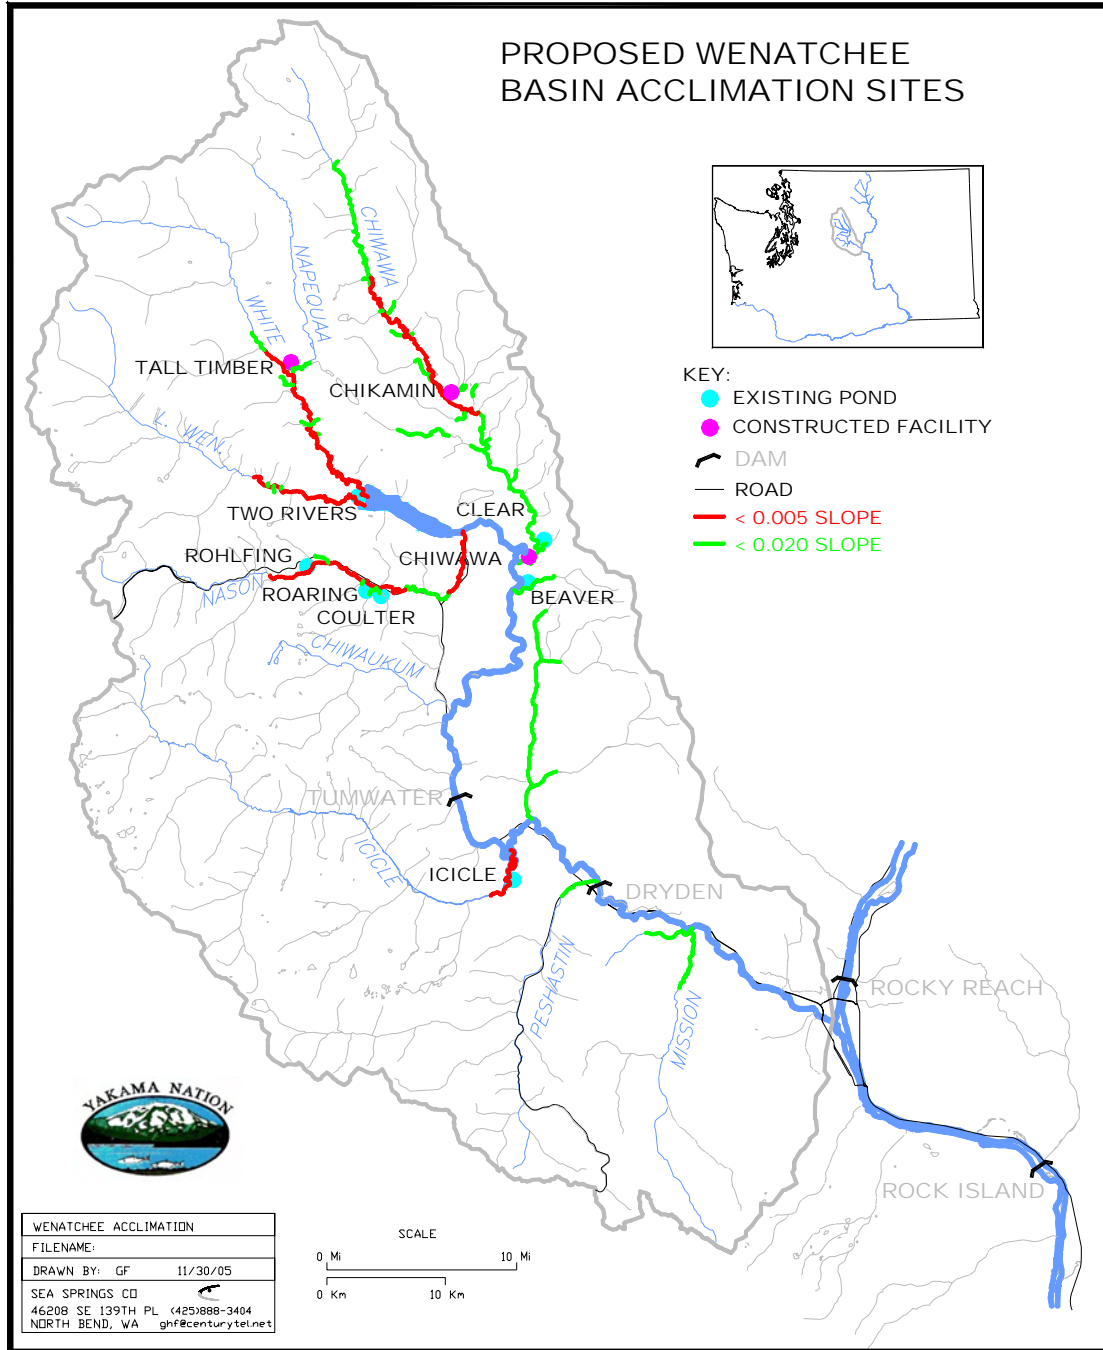 PROPOSED WENATCHEE
BASIN ACCLIMATION SITES
KEY:
EXISTING POND
CONSTRUCTED FACILITY
DAM
ROAD
< 0.005 SLOPE
< 0.020 SLOPE
CHIWAWA
NAPEQUAA
WHITE
TALL TIMBER
CHIKAMIN
L. WEN.
TWO RIVERS
CLEAR
CHIWAWA
ROHLFING
NASON
ROARING
COULTER
BEAVER
CHIWAUKUM
TUMWATER
ICICLE
ICICLE
DRYDEN
PESHASTIN
MISSION
ROCKY REACH
ROCK ISLAND
YAKAMA NATION
WENATCHEE ACCLIMATION
FILENAME:
DRAWN BY: GF 11/30/05
SEA SPRINGS CO
46208 SE 139TH PL (425)888-3404
NORTH BEND, WA ghf@centurytel.net
SCALE
0 Mi 10 Mi
0 Km 10 Km